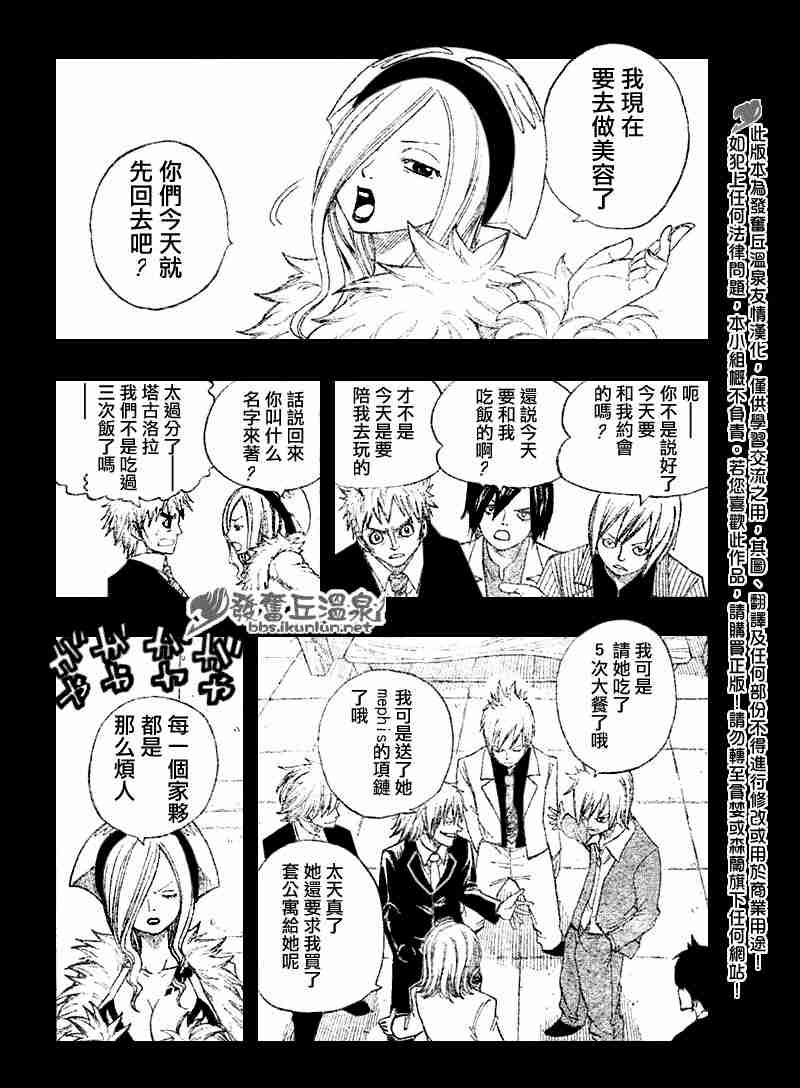 我現在
要去做美容了
你們今天就
先回去吧?
呃——
你不是說好了
今天要
和我約會
的嗎?
還說今天
要和我
吃飯的啊?
才不是
今天是要
陪我去玩的
話說回來
你叫什么
名字來著?
太過分了——
塔古洛拉
我們不是吃過
三次飯了嗎
——
我可是
請她吃了
5次大餐了哦
我可是送了她
mephis的項鏈
了哦
太天真了
她還要求我買了
套公寓給她呢
每一個家夥
都是
那么煩人
發奮丘溫泉
bbs.ikunlun.net
此版本為發奮丘溫泉友情漢化，僅供學習交流之用，其圖、翻譯及任何部份不得進行修改或用於商業用途！
如犯上任何法律問題，本小組概不負責。若您喜歡此作品，請購買正版！請勿轉至貪婪或森蘭旗下任何網站！